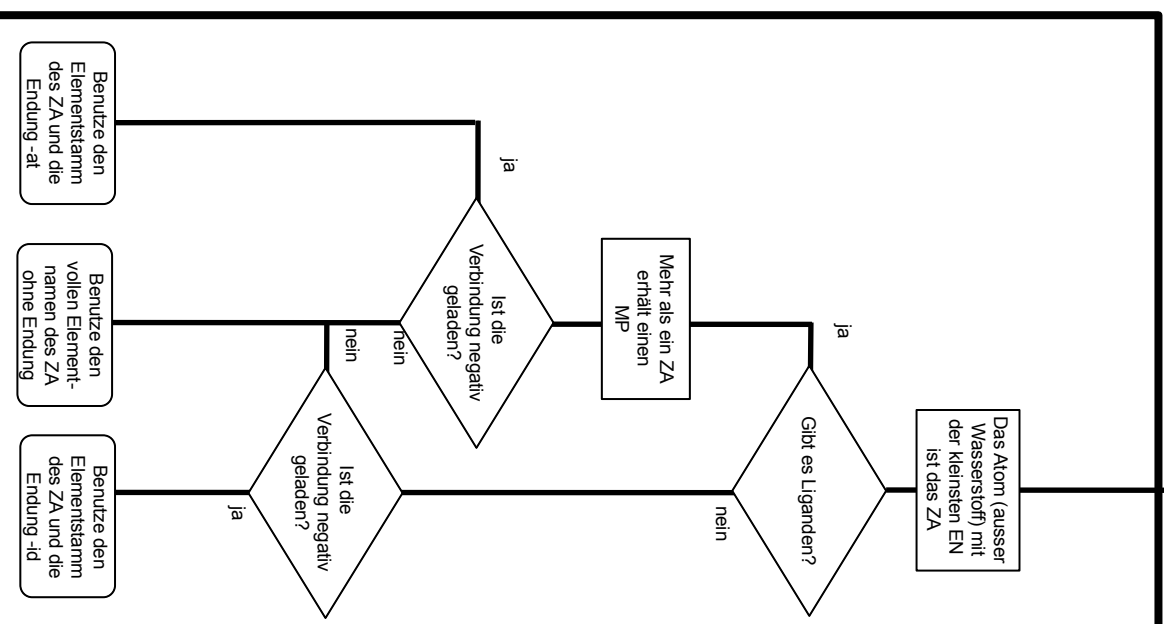 Das Atom (ausser
Wasserstoff) mit
der kleinsten EN
ist das ZA
Gibt es Liganden?
ja
nein
Mehr als ein ZA
erhält einen
MP
Ist die
Verbindung negativ
geladen?
ja
nein
Ist die
Verbindung negativ
geladen?
nein
ja
Benutze den
Elementstamm
des ZA und die
Endung -at
Benutze den
vollen Element-
namen des ZA
ohne Endung
Benutze den
Elementstamm
des ZA und die
Endung -id